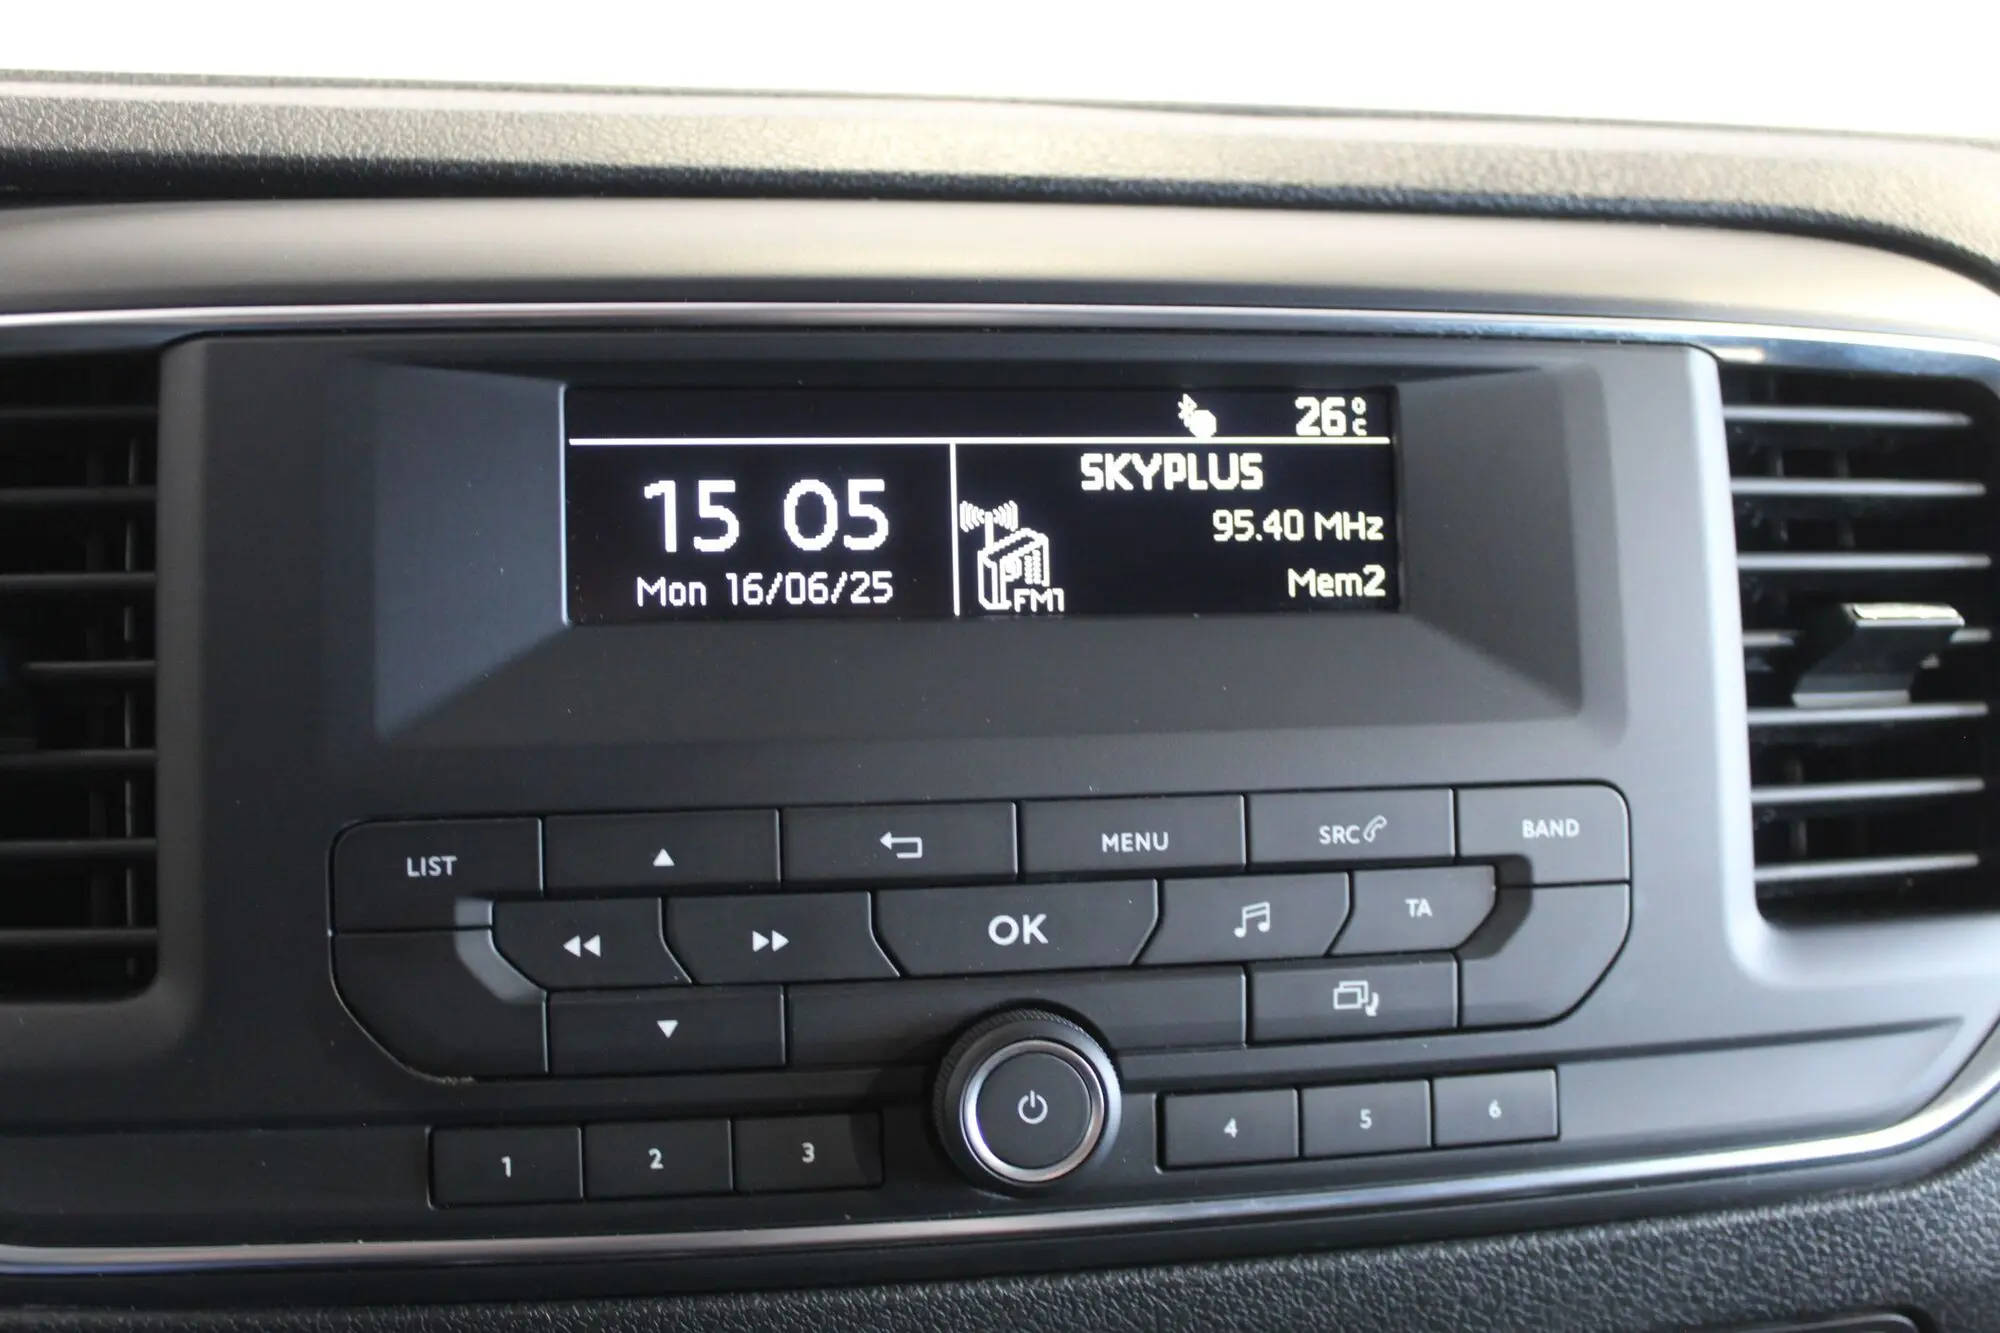 26 °C
15 05
Mon 16/06/25
SKYPLUS
95.40 MHz
Mem2
FM1
LIST
MENU
SRC
BAND
OK
TA
1
2
3
4
5
6